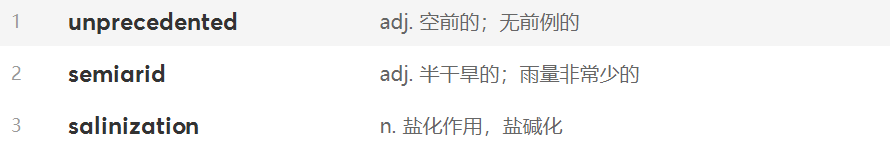 1 unprecedented adj. 空前的；无前例的
2 semiarid adj. 半干旱的；雨量非常少的
3 salinization n. 盐化作用，盐碱化